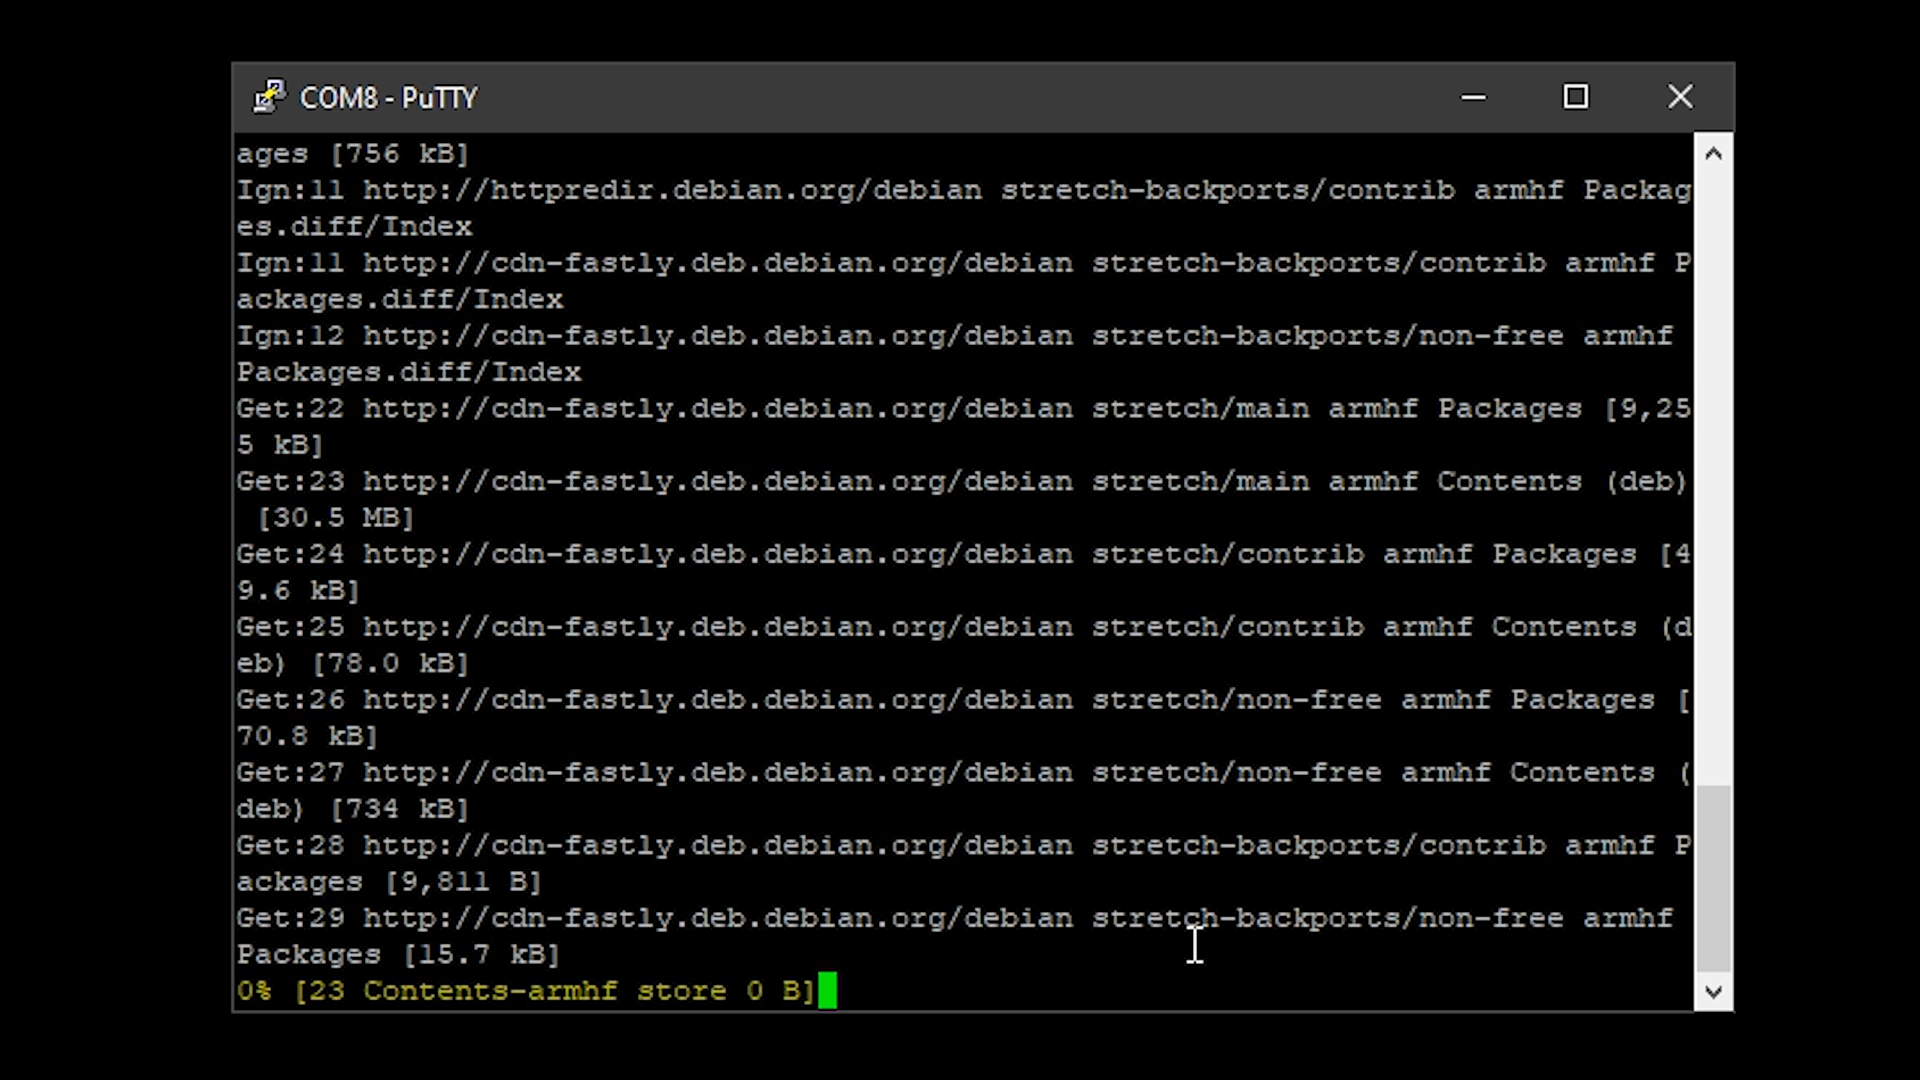 COM8 - PuTTY
ages [756 kB]
Ign:11 http://httpredir.debian.org/debian stretch-backports/contrib armhf Packag
es.diff/Index
Ign:11 http://cdn-fastly.deb.debian.org/debian stretch-backports/contrib armhf P
ackages.diff/Index
Ign:12 http://cdn-fastly.deb.debian.org/debian stretch-backports/non-free armhf
Packages.diff/Index
Get:22 http://cdn-fastly.deb.debian.org/debian stretch/main armhf Packages [9,25
5 kB]
Get:23 http://cdn-fastly.deb.debian.org/debian stretch/main armhf Contents (deb)
 [30.5 MB]
Get:24 http://cdn-fastly.deb.debian.org/debian stretch/contrib armhf Packages [4
9.6 kB]
Get:25 http://cdn-fastly.deb.debian.org/debian stretch/contrib armhf Contents (d
eb) [78.0 kB]
Get:26 http://cdn-fastly.deb.debian.org/debian stretch/non-free armhf Packages [
70.8 kB]
Get:27 http://cdn-fastly.deb.debian.org/debian stretch/non-free armhf Contents (
deb) [734 kB]
Get:28 http://cdn-fastly.deb.debian.org/debian stretch-backports/contrib armhf P
ackages [9,811 B]
Get:29 http://cdn-fastly.deb.debian.org/debian stretch-backports/non-free armhf
Packages [15.7 kB]
0% [23 Contents-armhf store 0 B]